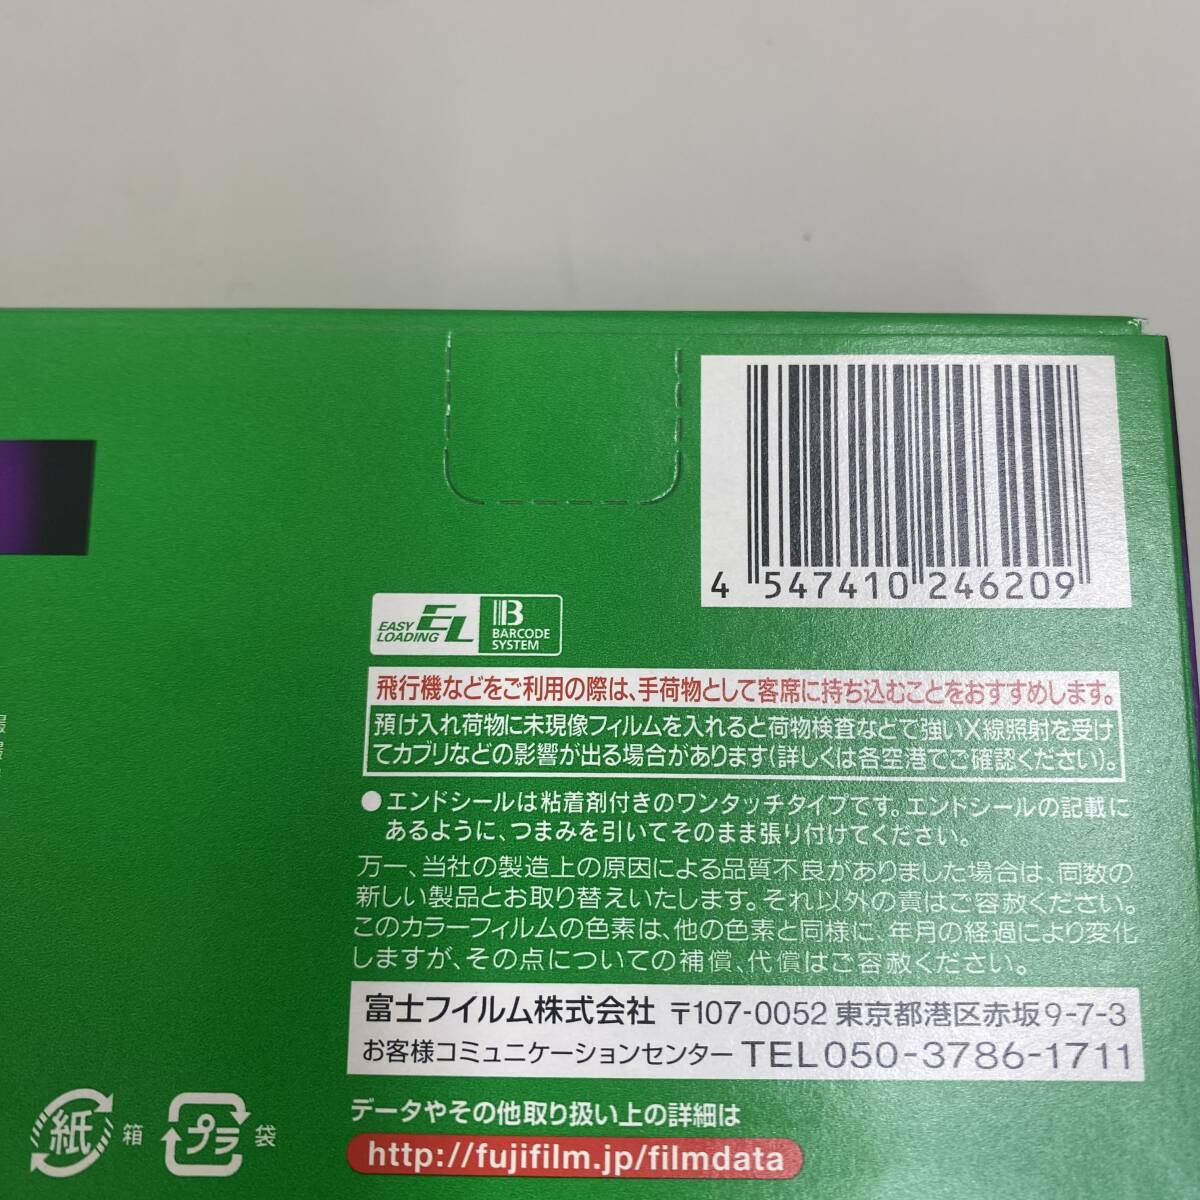 4 547410 246209
EASY LOADING EL
B BARCODE SYSTEM
飛行機などをご利用の際は、手荷物として客席に持ち込むことをおすすめします。
預け入れ荷物に未現像フィルムを入れると荷物検査などで強いX線照射を受け
てカブリなどの影響が出る場合があります(詳しくは各空港でご確認ください)。
●エンドシールは粘着剤付きのワンタッチタイプです。エンドシールの記載に
あるように、つまみを引いてそのまま張り付けてください。
万一、当社の製造上の原因による品質不良がありました場合は、同数の
新しい製品とお取り替えいたします。それ以外の責はご容赦ください。
このカラーフィルムの色素は、他の色素と同様に、年月の経過により変化
しますが、その点についての補償、代償はご容赦ください。
富士フイルム株式会社 〒107-0052 東京都港区赤坂9-7-3
お客様コミュニケーションセンター TEL050-3786-1711
紙 箱 プラ 袋
データやその他取り扱い上の詳細は
http://fujifilm.jp/filmdata